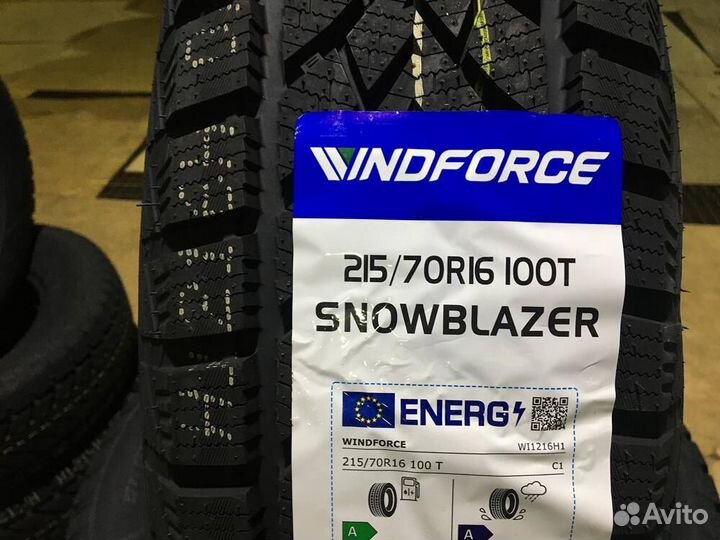 WINDFORCE
215/70R16 100T
SNOWBLAZER
ENERG
WINDFORCE WI1216H1
215/70R16 100 T C1
A A
Avito